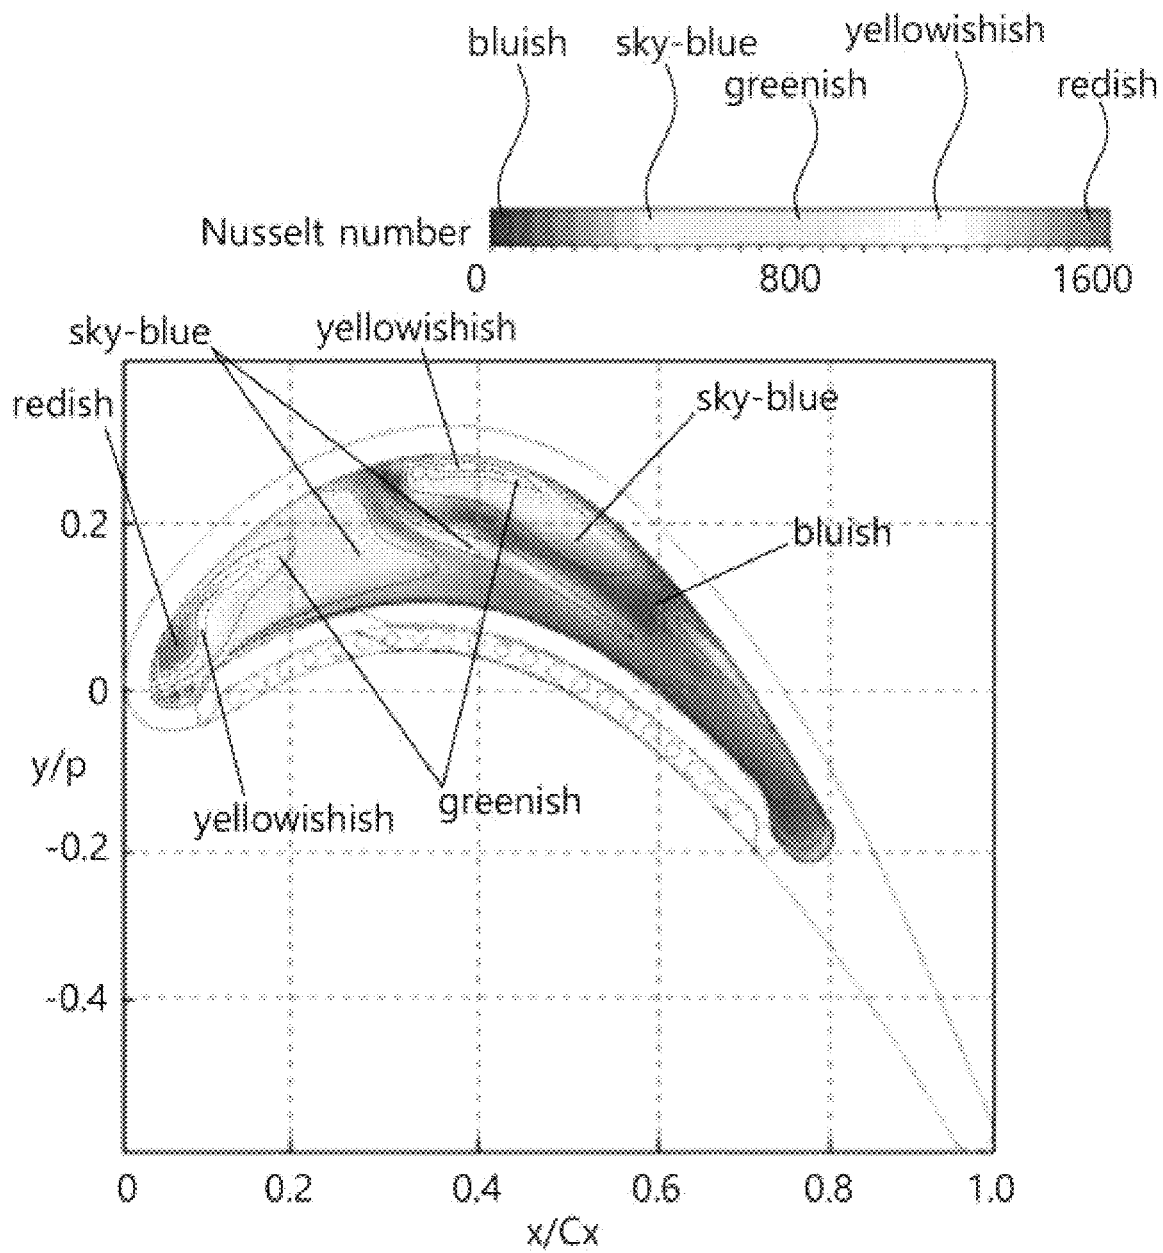 bluish sky-blue yellowishish
greenish redish
Nusselt number
0 800 1600
sky-blue yellowishish
redish sky-blue
0.2 bluish
0
y/p
yellowishish greenish
-0.2
-0.4
0 0.2 0.4 0.6 0.8 1.0
x/Cx